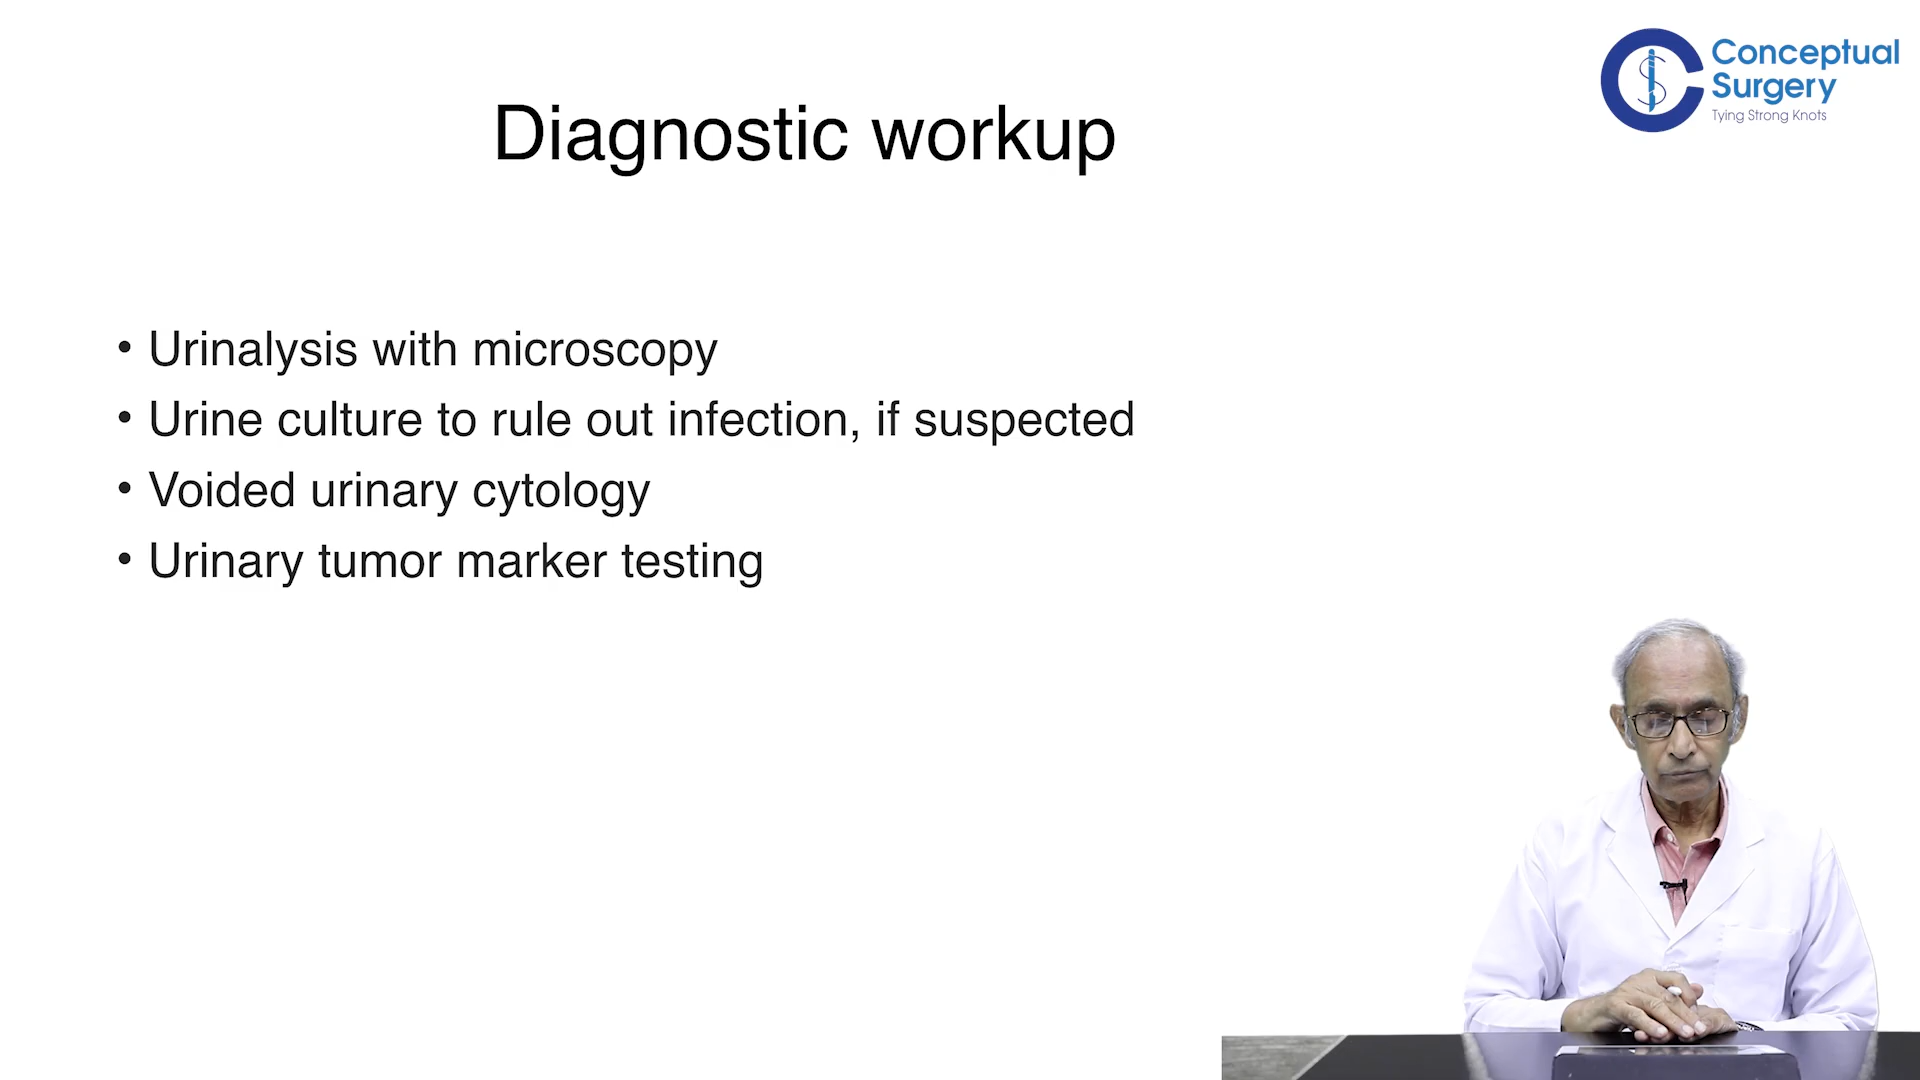 Conceptual
Surgery
Tying Strong Knots
Diagnostic workup
• Urinalysis with microscopy
• Urine culture to rule out infection, if suspected
• Voided urinary cytology
• Urinary tumor marker testing